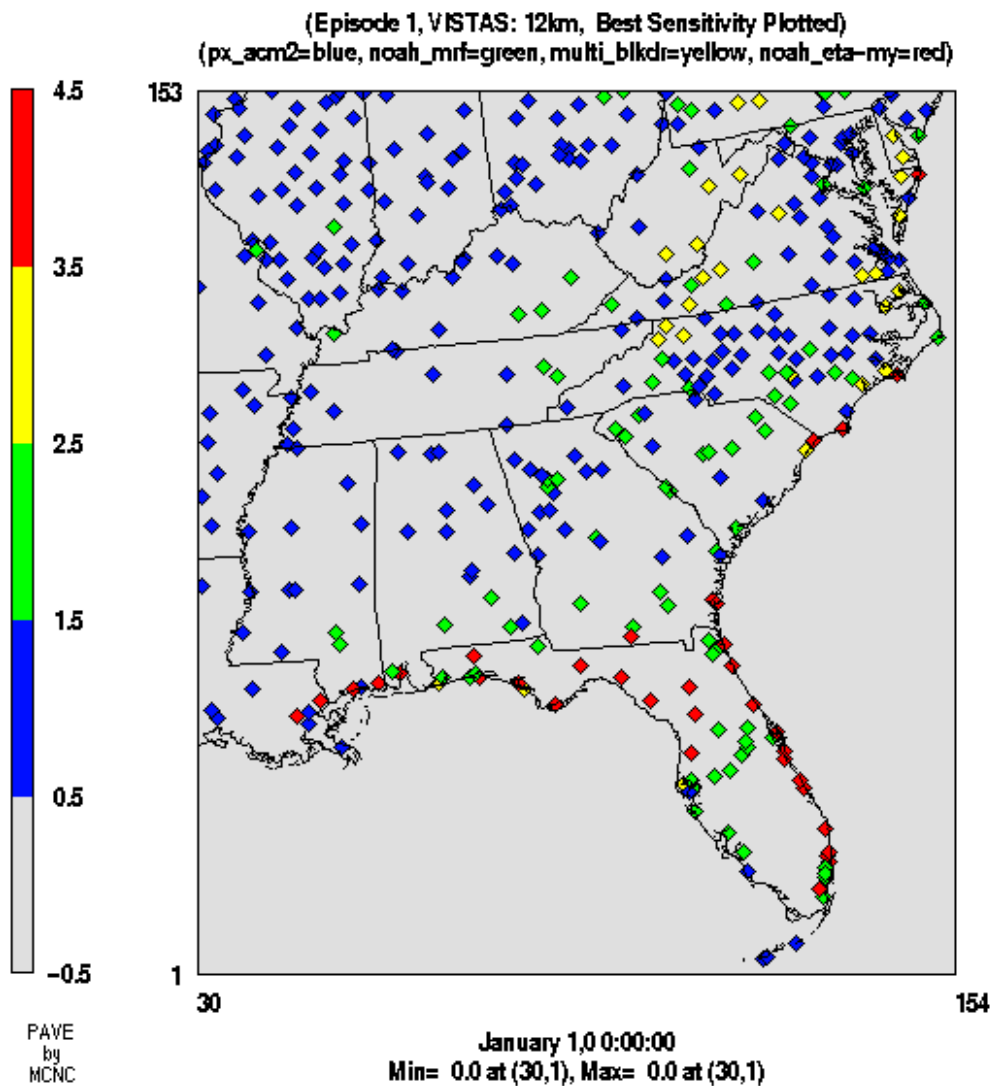 (Episode 1, VISTAS: 12km, Best Sensitivity Plotted)
(px_acm2=blue, noah_mrf=green, multi_blkdr=yellow, noah_eta-my=red)
4.5
3.5
2.5
1.5
0.5
-0.5
153
1
30
154
PAVE
by
MCNC
January 1,0 0:00:00
Min= 0.0 at (30,1), Max= 0.0 at (30,1)